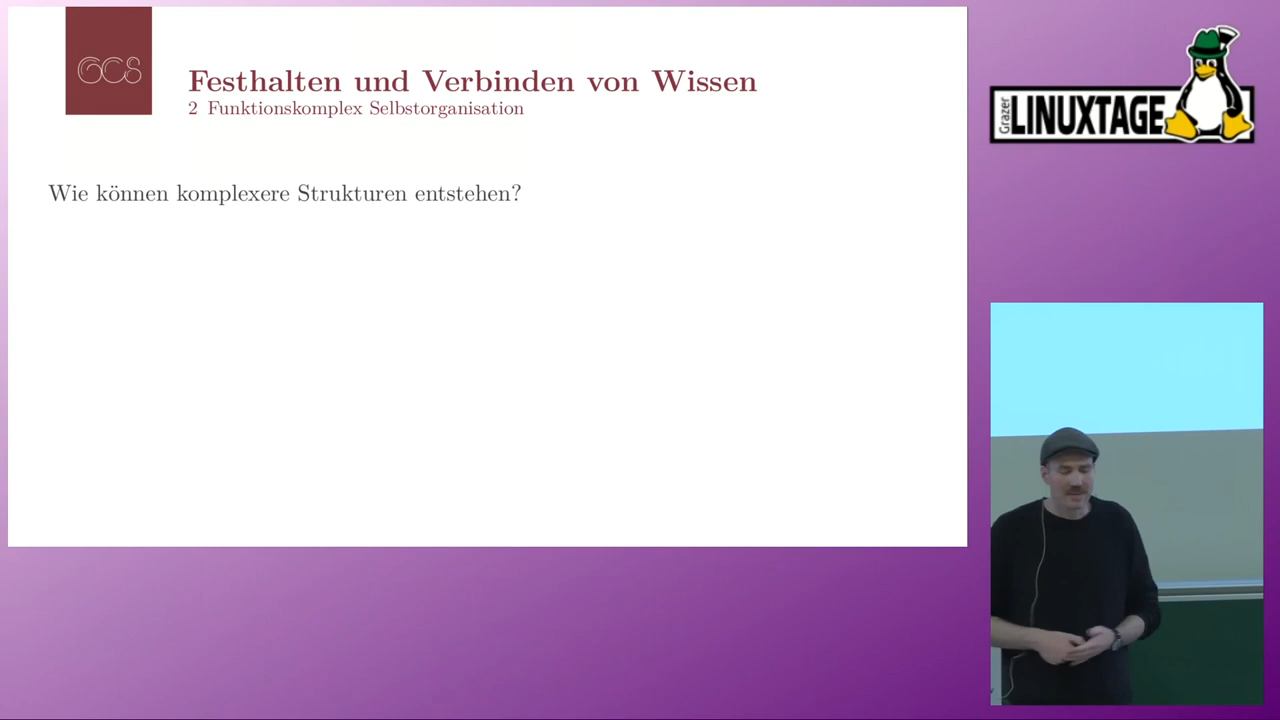 GCS
Festhalten und Verbinden von Wissen
2 Funktionskomplex Selbstorganisation
Wie können komplexere Strukturen entstehen?
Grazer
LINUXTAGE